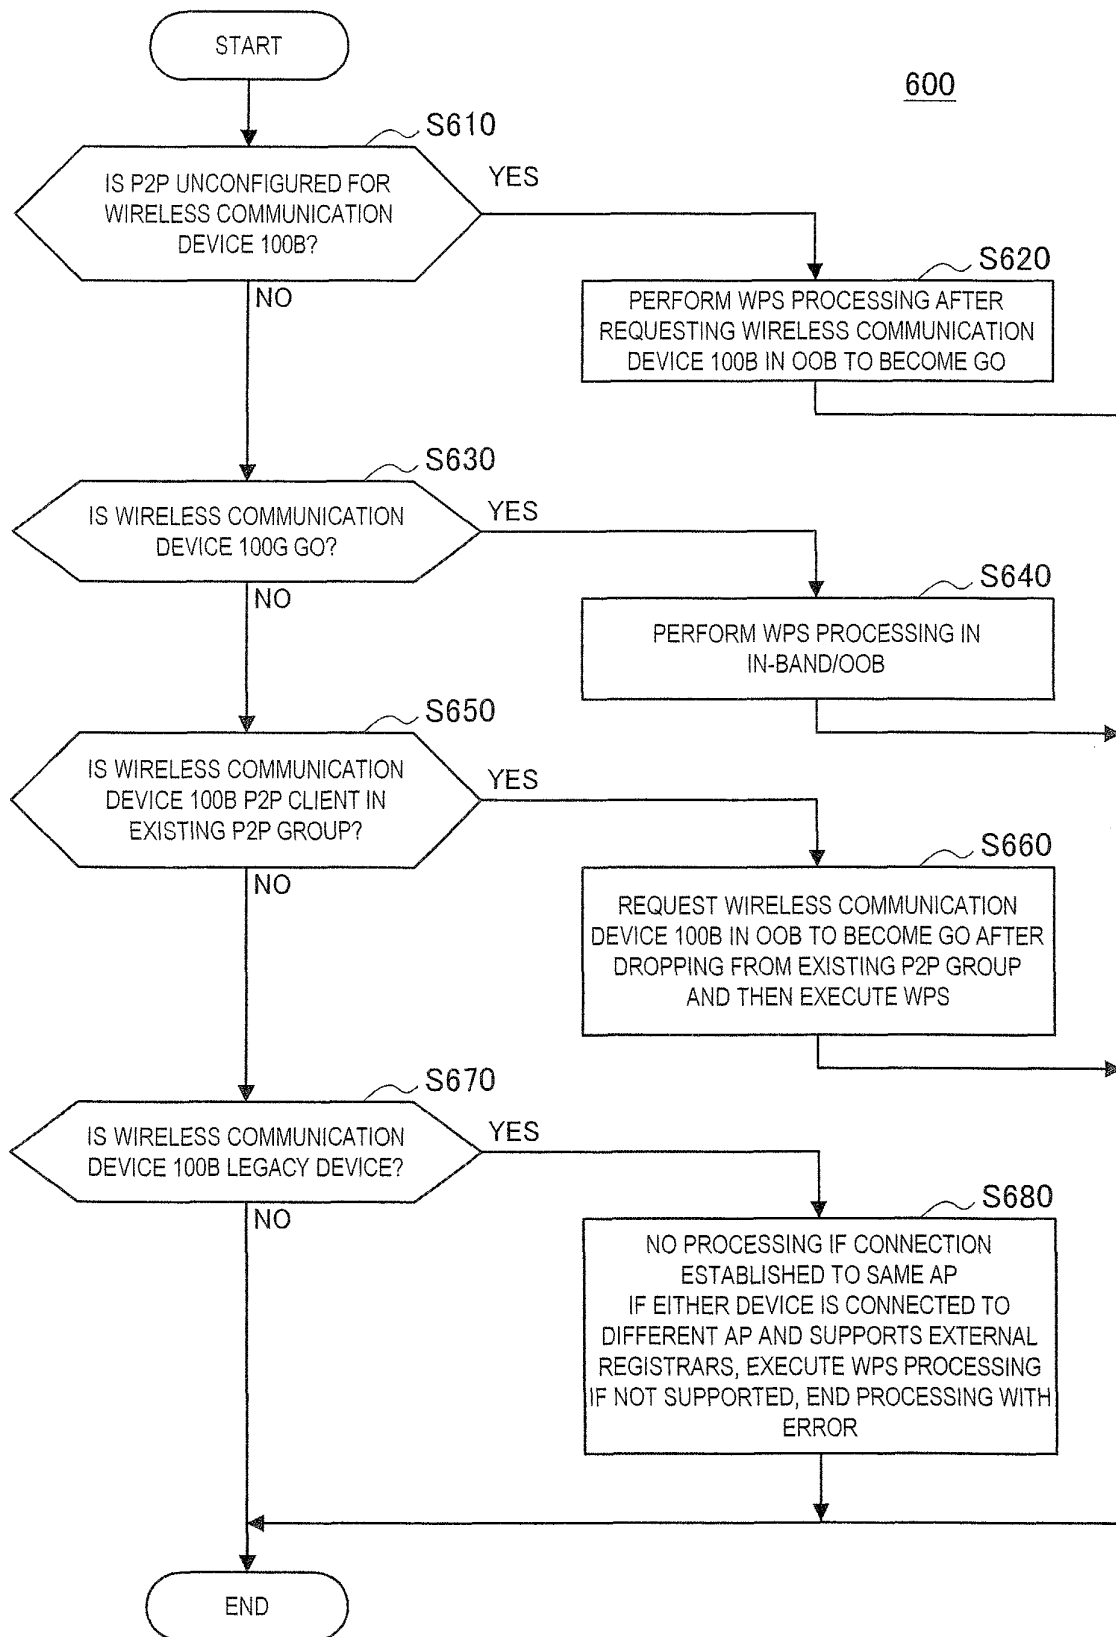 START
600
S610
IS P2P UNCONFIGURED FOR
WIRELESS COMMUNICATION
DEVICE 100B?
YES
NO
S620
PERFORM WPS PROCESSING AFTER
REQUESTING WIRELESS COMMUNICATION
DEVICE 100B IN OOB TO BECOME GO
S630
IS WIRELESS COMMUNICATION
DEVICE 100G GO?
YES
NO
S640
PERFORM WPS PROCESSING IN
IN-BAND/OOB
S650
IS WIRELESS COMMUNICATION
DEVICE 100B P2P CLIENT IN
EXISTING P2P GROUP?
YES
NO
S660
REQUEST WIRELESS COMMUNICATION
DEVICE 100B IN OOB TO BECOME GO AFTER
DROPPING FROM EXISTING P2P GROUP
AND THEN EXECUTE WPS
S670
IS WIRELESS COMMUNICATION
DEVICE 100B LEGACY DEVICE?
YES
NO
S680
NO PROCESSING IF CONNECTION
ESTABLISHED TO SAME AP
IF EITHER DEVICE IS CONNECTED TO
DIFFERENT AP AND SUPPORTS EXTERNAL
REGISTRARS, EXECUTE WPS PROCESSING
IF NOT SUPPORTED, END PROCESSING WITH
ERROR
END